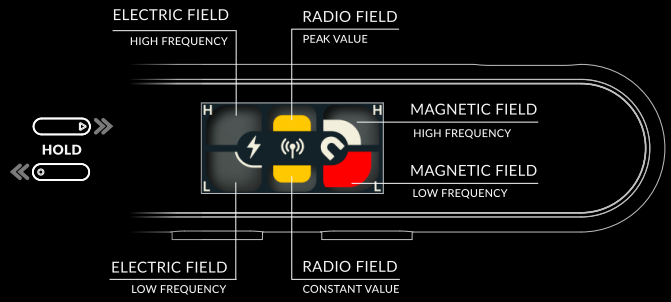 ELECTRIC FIELD
HIGH FREQUENCY
RADIO FIELD
PEAK VALUE
H
H
MAGNETIC FIELD
HIGH FREQUENCY
HOLD
MAGNETIC FIELD
LOW FREQUENCY
L
L
ELECTRIC FIELD
LOW FREQUENCY
RADIO FIELD
CONSTANT VALUE